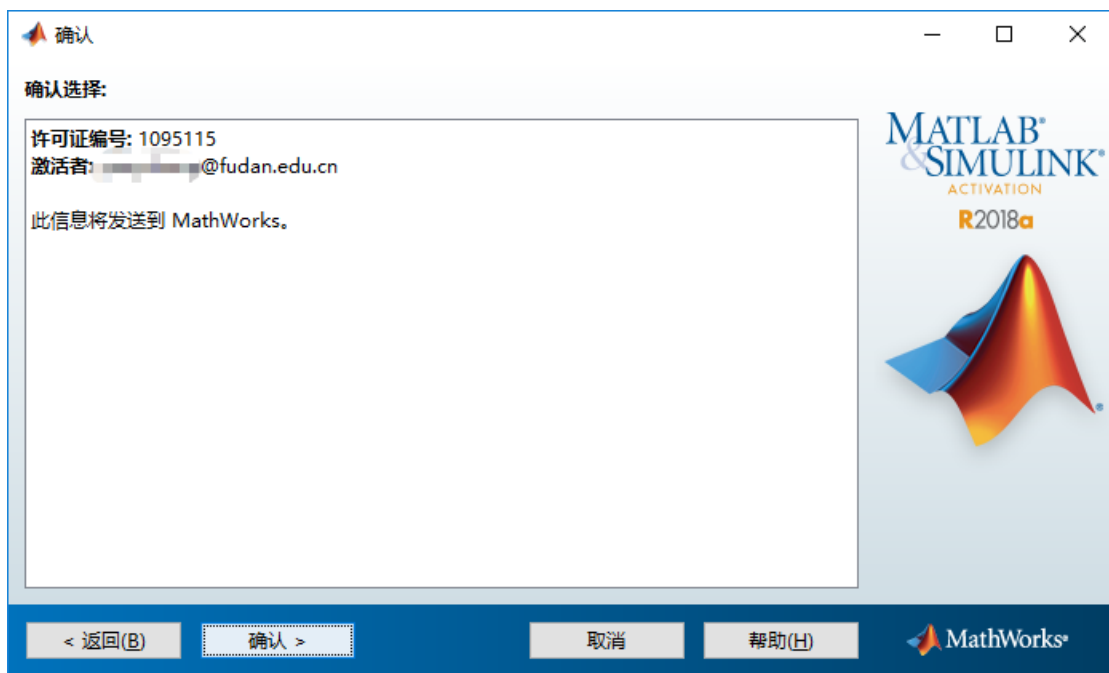 确认
确认选择:
许可证编号: 1095115
激活者: @fudan.edu.cn
此信息将发送到 MathWorks。
MATLAB®
&SIMULINK®
ACTIVATION
R2018a
®
< 返回(B)
确认 >
取消
帮助(H)
MathWorks®